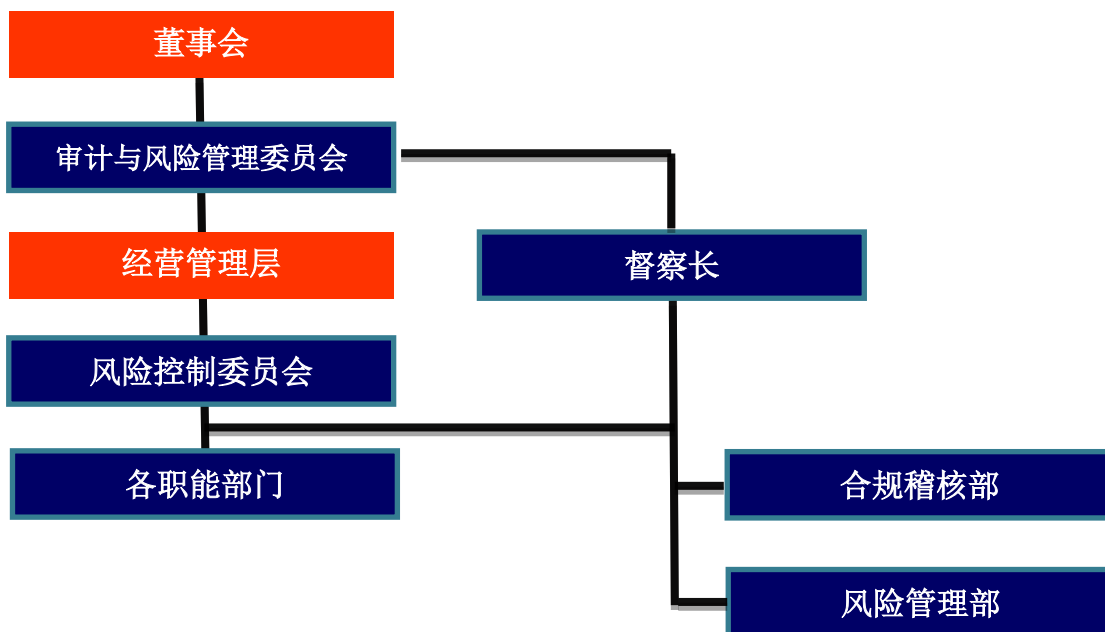 董事会
审计与风险管理委员会
经营管理层
督察长
风险控制委员会
各职能部门
合规稽核部
风险管理部